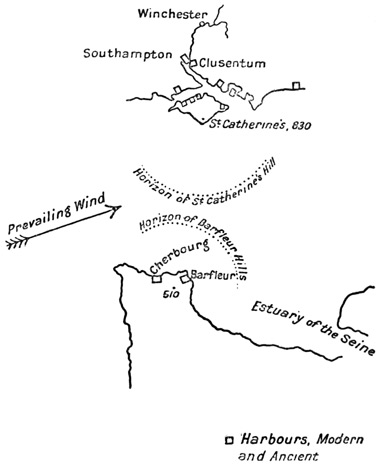 Winchester
Southampton
Clusentum
St. Catherine's, 830
Horizon of St Catherine's Hill
Prevailing Wind
Horizon of Barfleur Hills
Cherbourg
Barfleur
610
Estuary of the Seine
Harbours, Modern
and Ancient